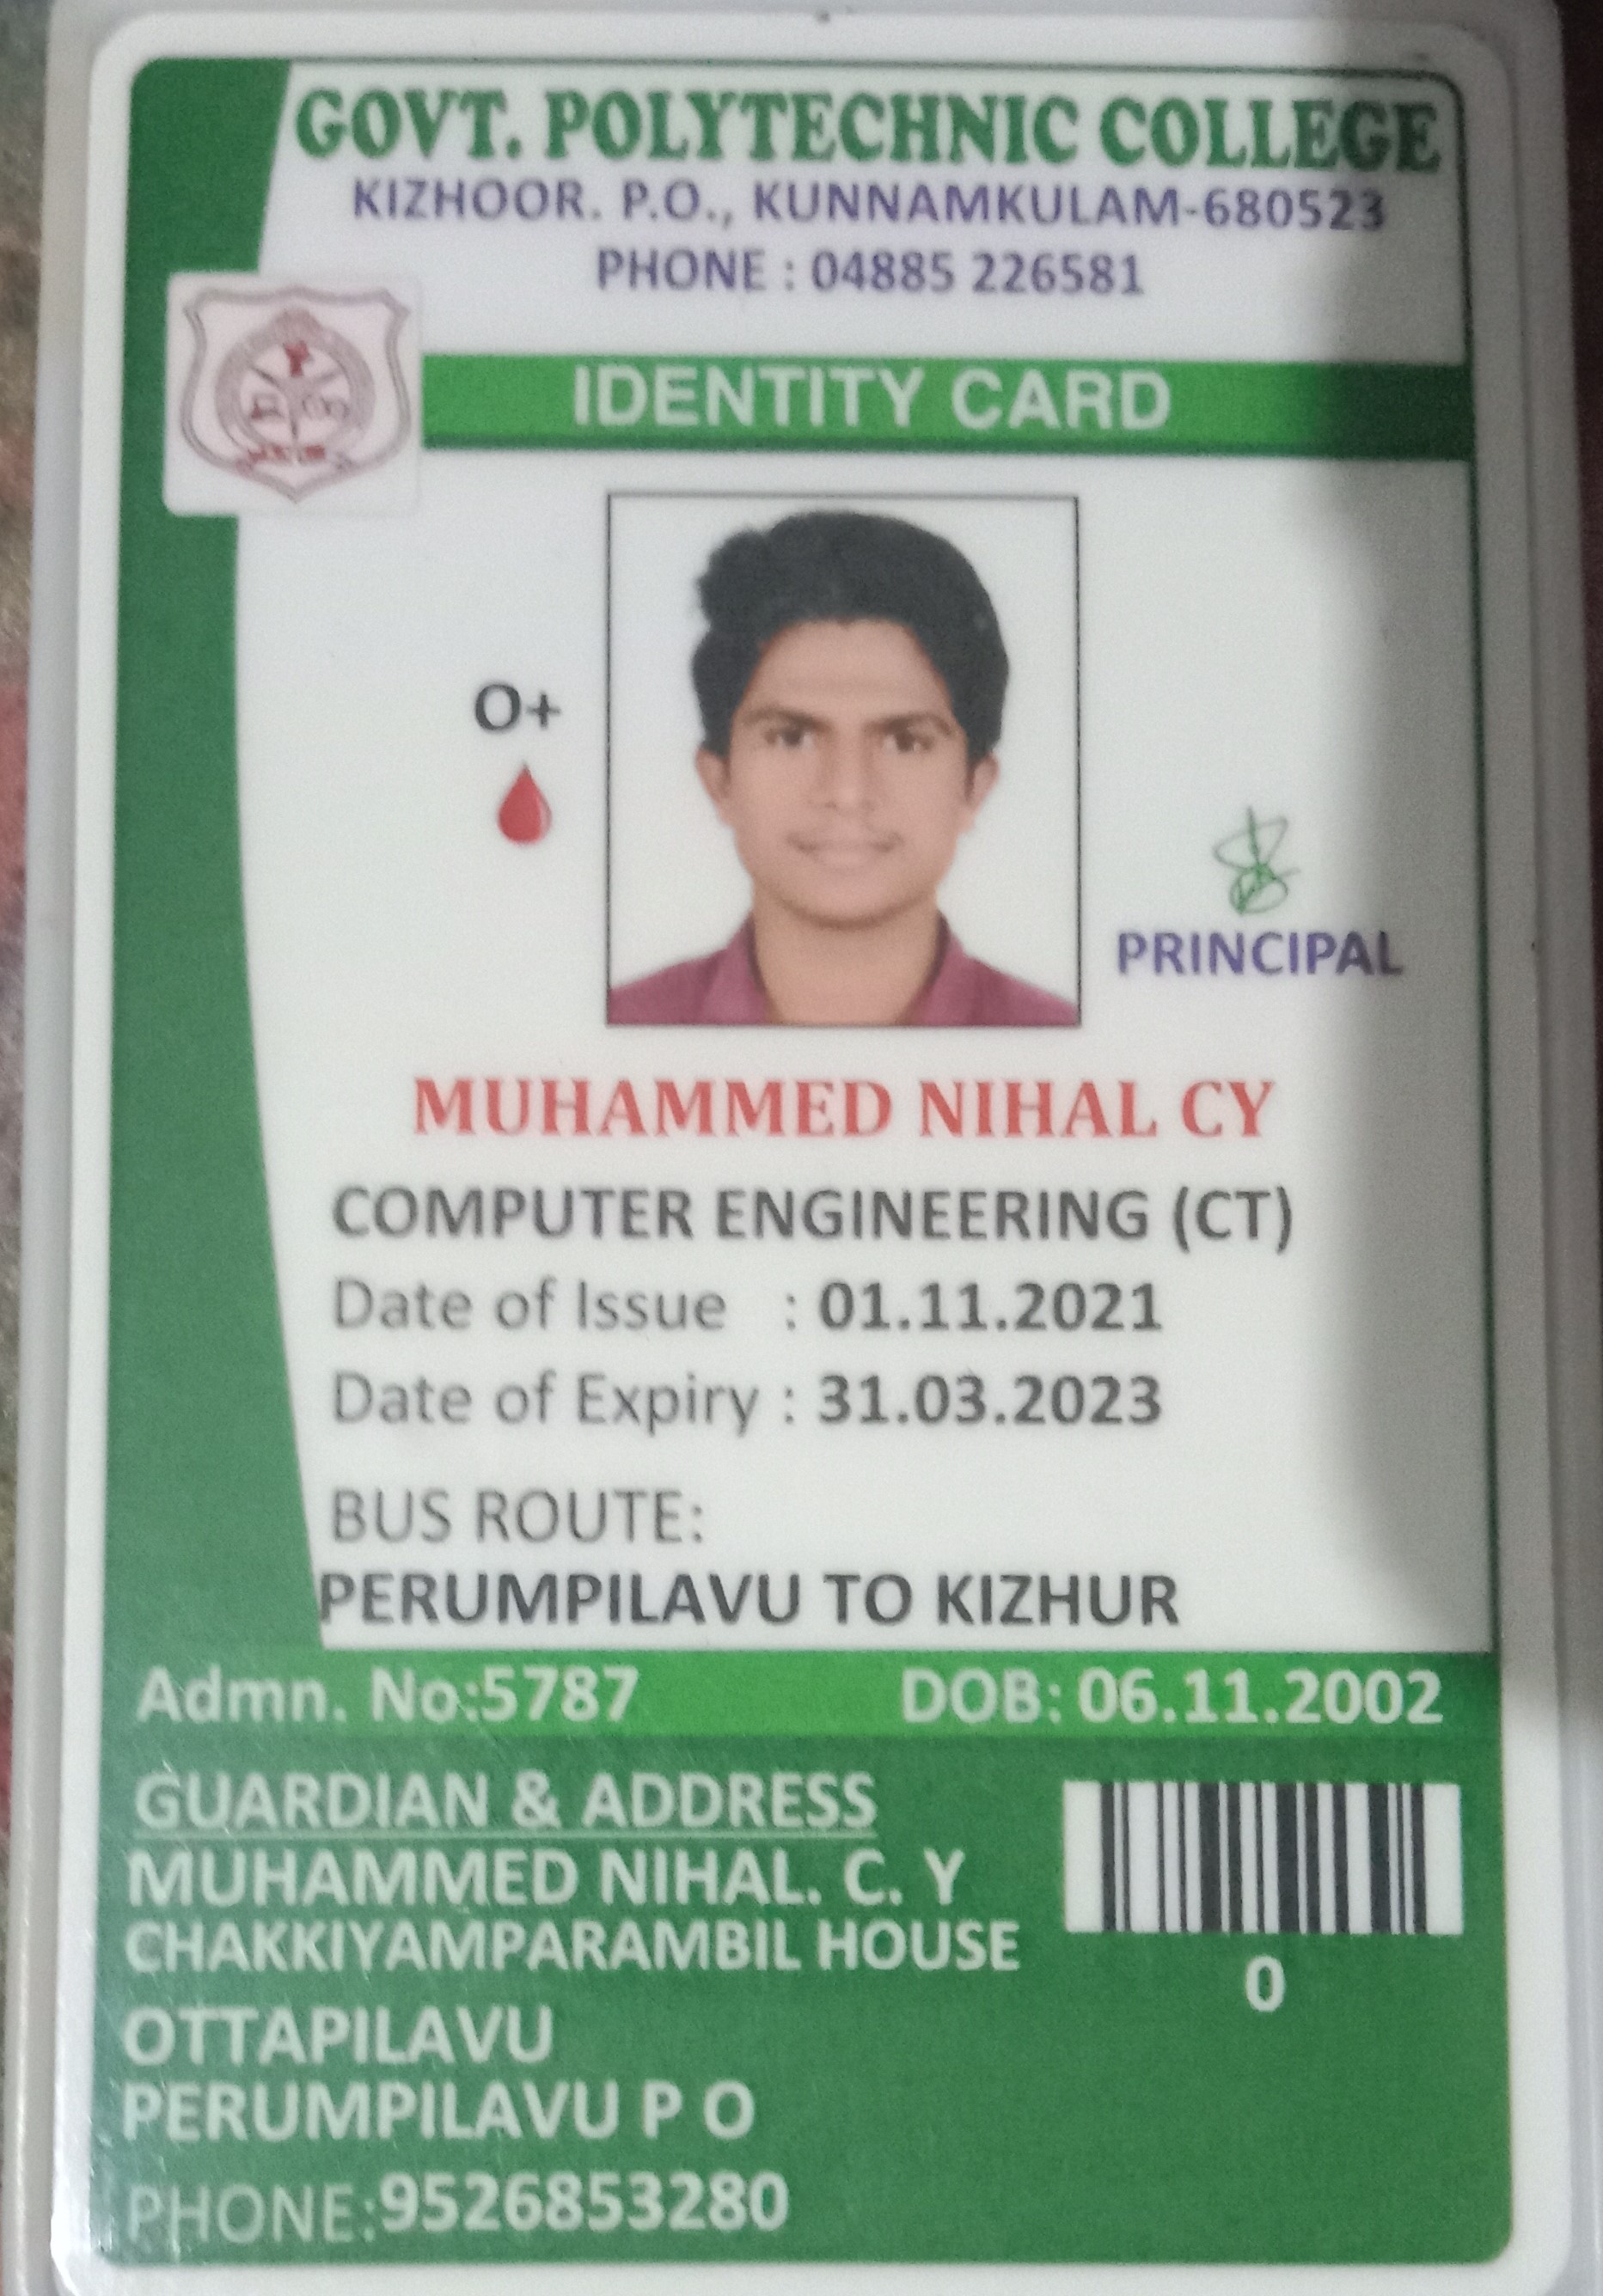 GOVT. POLYTECHNIC COLLEGE
KIZHOOR. P.O., KUNNAMKULAM-680523
PHONE : 04885 226581
IDENTITY CARD
O+
PRINCIPAL
MUHAMMED NIHAL CY
COMPUTER ENGINEERING (CT)
Date of Issue : 01.11.2021
Date of Expiry : 31.03.2023
BUS ROUTE:
PERUMPILAVU TO KIZHUR
Admn. No:5787 DOB: 06.11.2002
GUARDIAN & ADDRESS
MUHAMMED NIHAL. C. Y
CHAKKIYAMPARAMBIL HOUSE
0
OTTAPILAVU
PERUMPILAVU P O
PHONE:9526853280